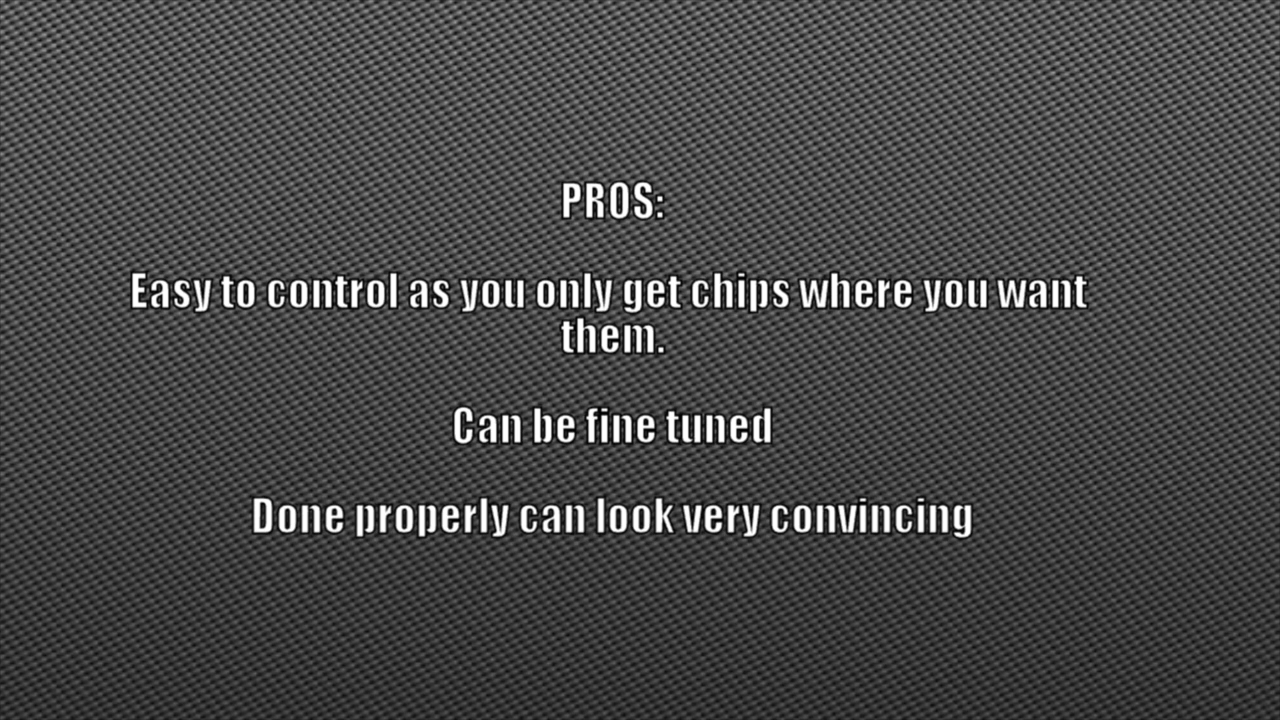 PROS:
Easy to control as you only get chips where you want
them.
Can be fine tuned
Done properly can look very convincing